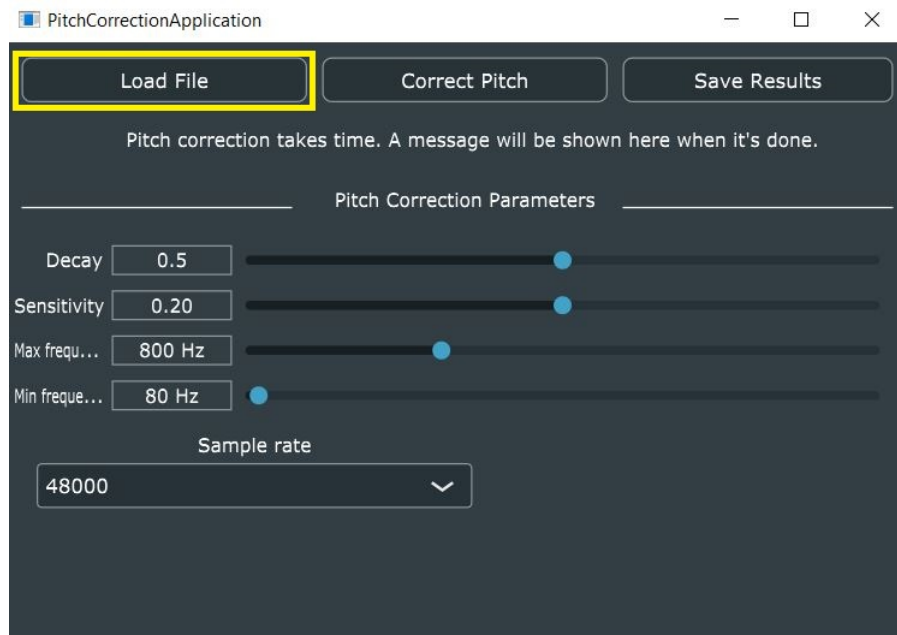 PitchCorrectionApplication
Load File
Correct Pitch
Save Results
Pitch correction takes time. A message will be shown here when it's done.
Pitch Correction Parameters
Decay 0.5
Sensitivity 0.20
Max frequ... 800 Hz
Min freque... 80 Hz
Sample rate
48000